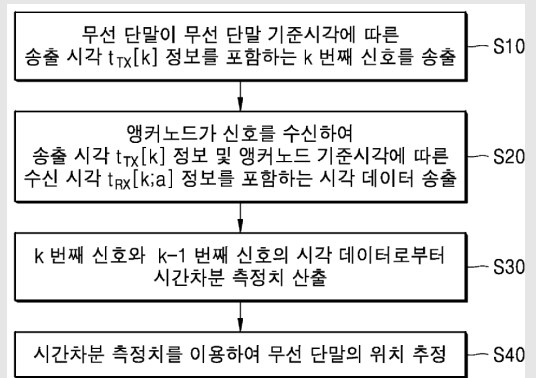 무선 단말이 무선 단말 기준시각에 따른
송출 시각 tTX[k] 정보를 포함하는 k 번째 신호를 송출
S10
앵커노드가 신호를 수신하여
송출 시각 tTX[k] 정보 및 앵커노드 기준시각에 따른
수신 시각 tRX[k;a] 정보를 포함하는 시각 데이터 송출
S20
k 번째 신호와 k-1 번째 신호의 시각 데이터로부터
시간차분 측정치 산출
S30
시간차분 측정치를 이용하여 무선 단말의 위치 추정
S40